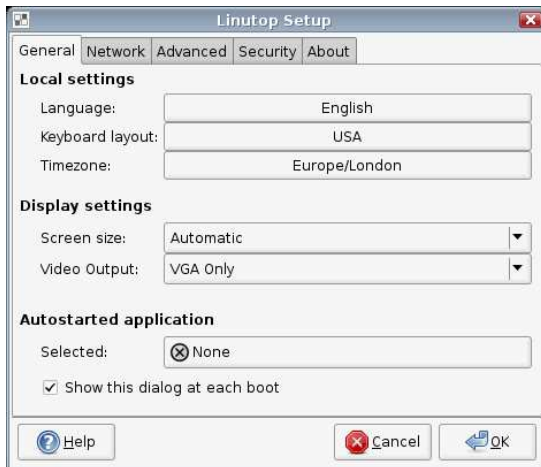 Linutop Setup
General Network Advanced Security About
Local settings
Language: English
Keyboard layout: USA
Timezone: Europe/London
Display settings
Screen size: Automatic
Video Output: VGA Only
Autostarted application
Selected: None
Show this dialog at each boot
Help Cancel OK